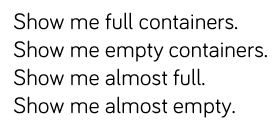 Show me full containers.
Show me empty containers.
Show me almost full.
Show me almost empty.